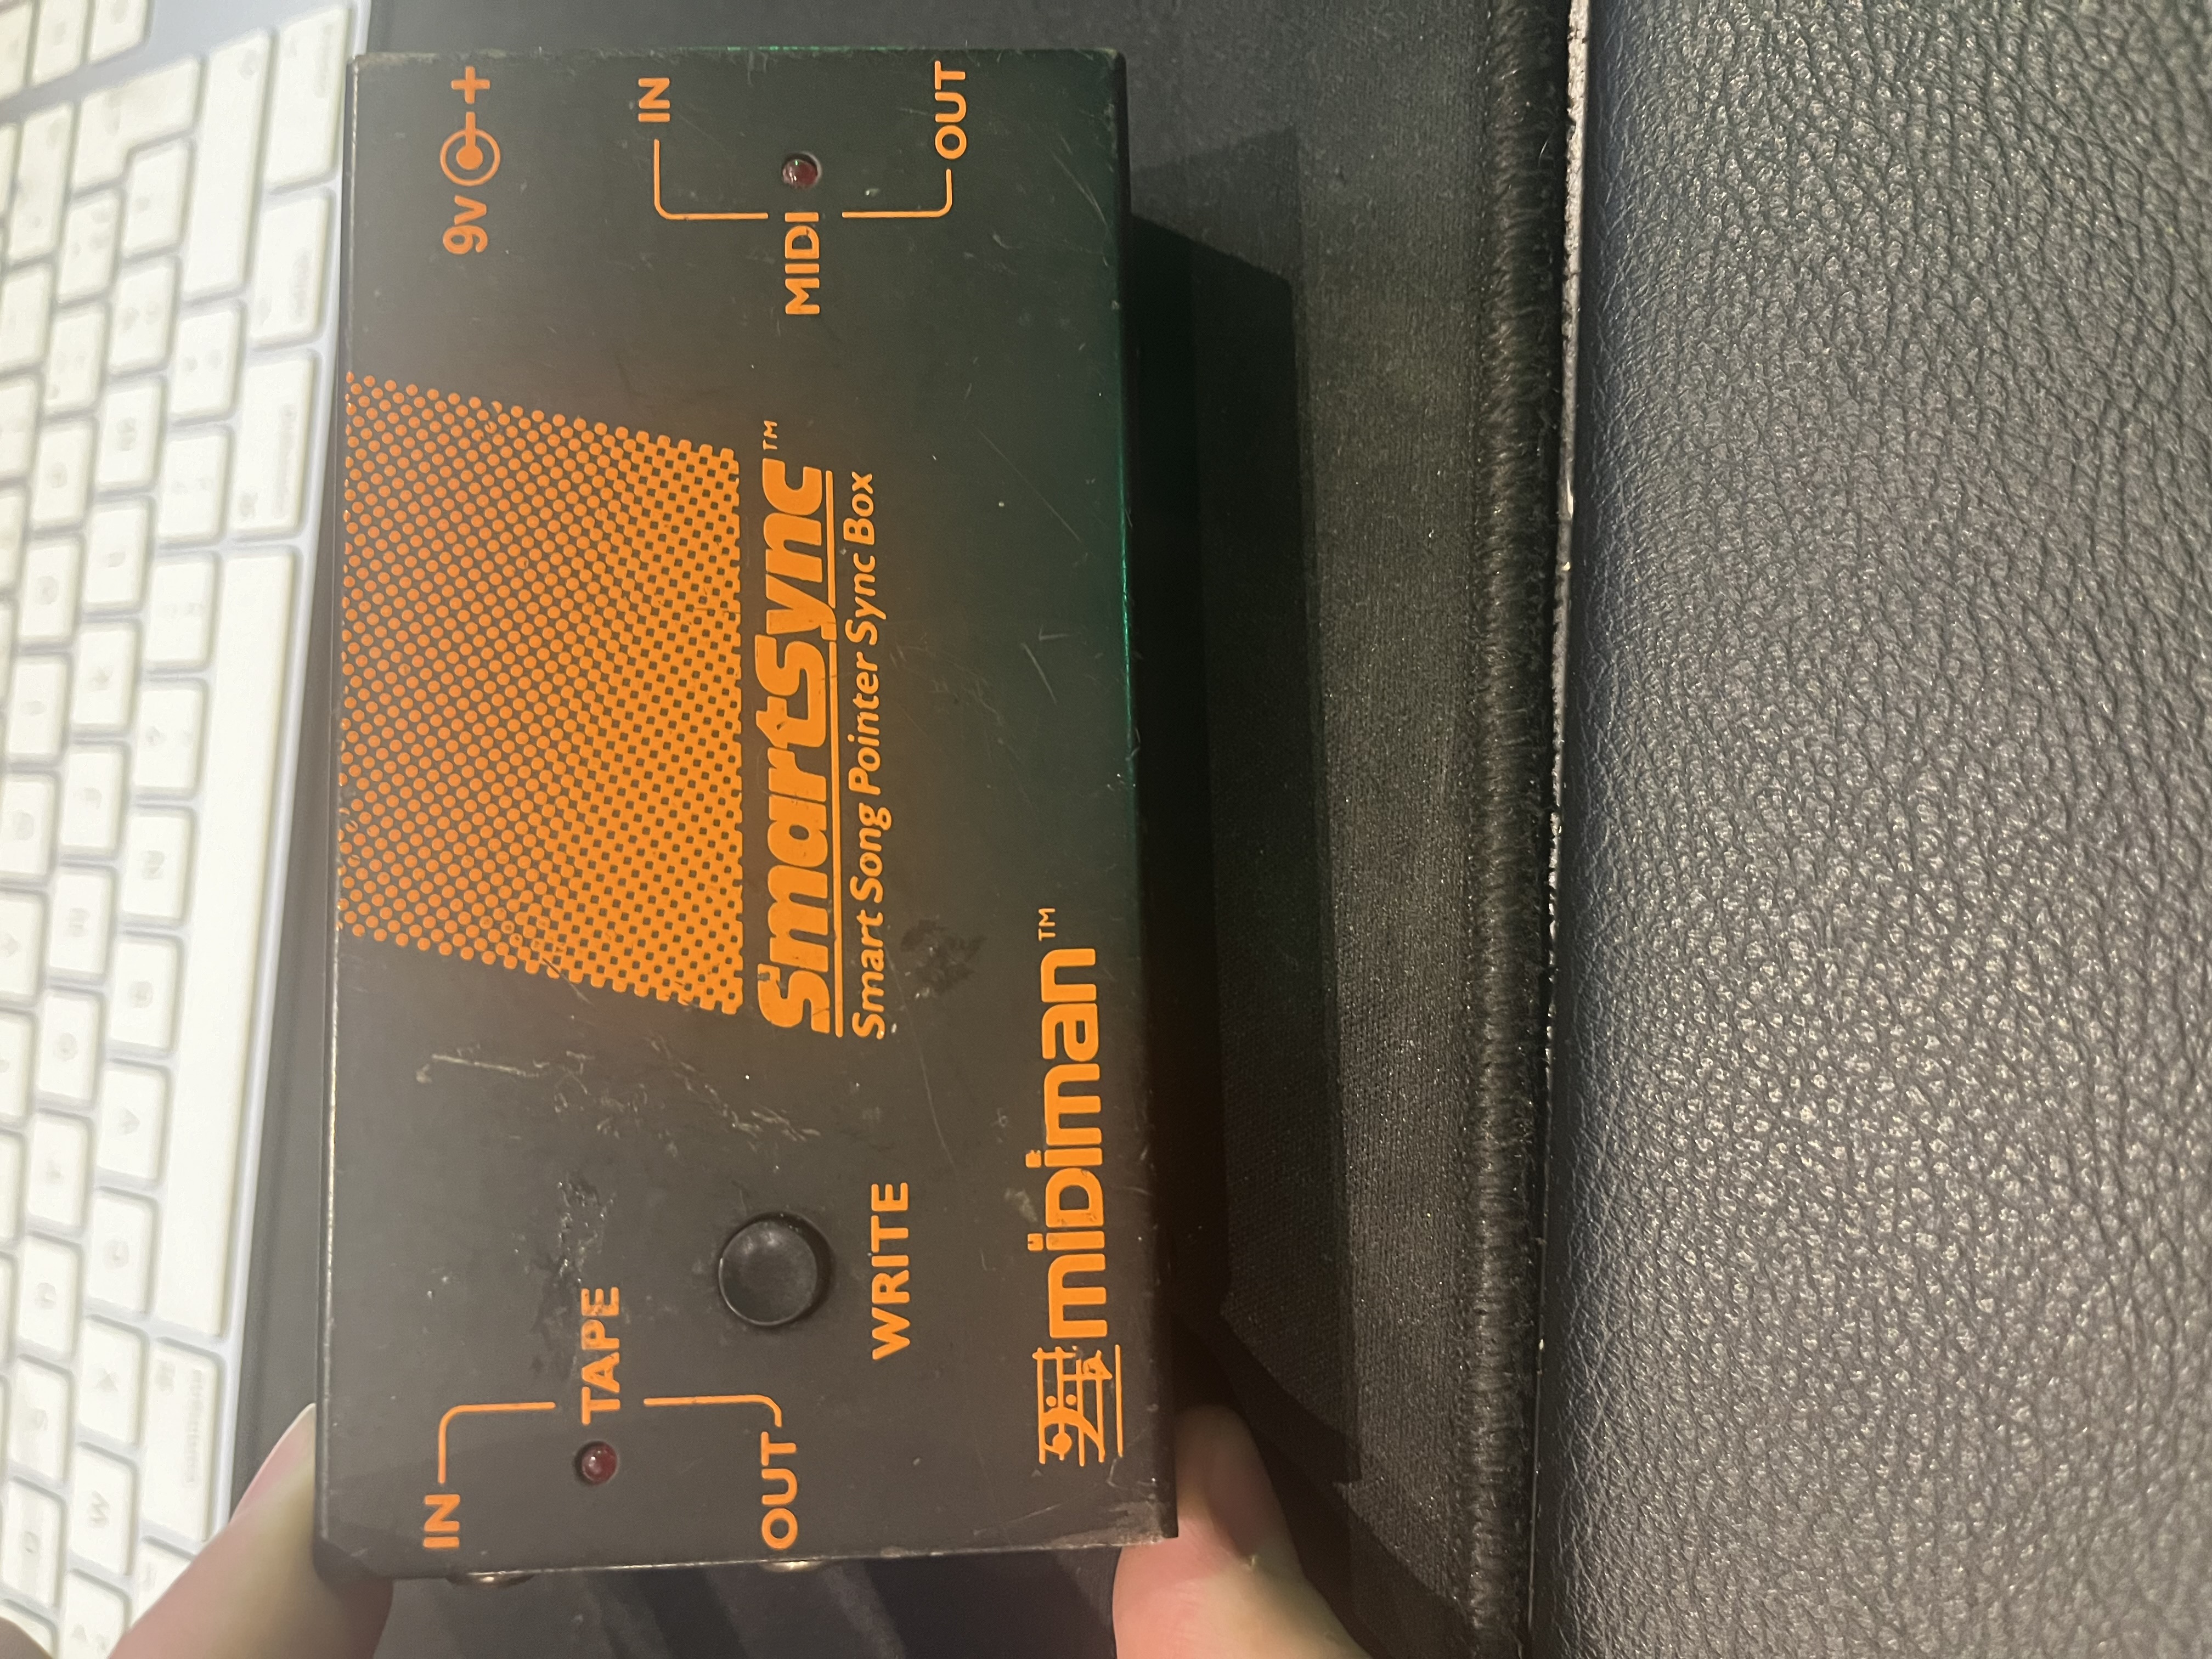 IN
TAPE
OUT
WRITE
SmartSync™
Smart Song Pointer Sync Box
midiman™
9v +
IN
MIDI
OUT